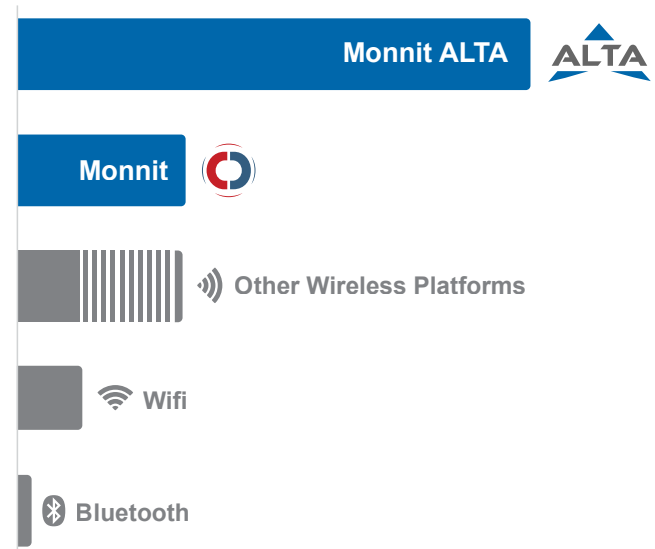 Monnit ALTA
ALTA
Monnit
Other Wireless Platforms
Wifi
Bluetooth